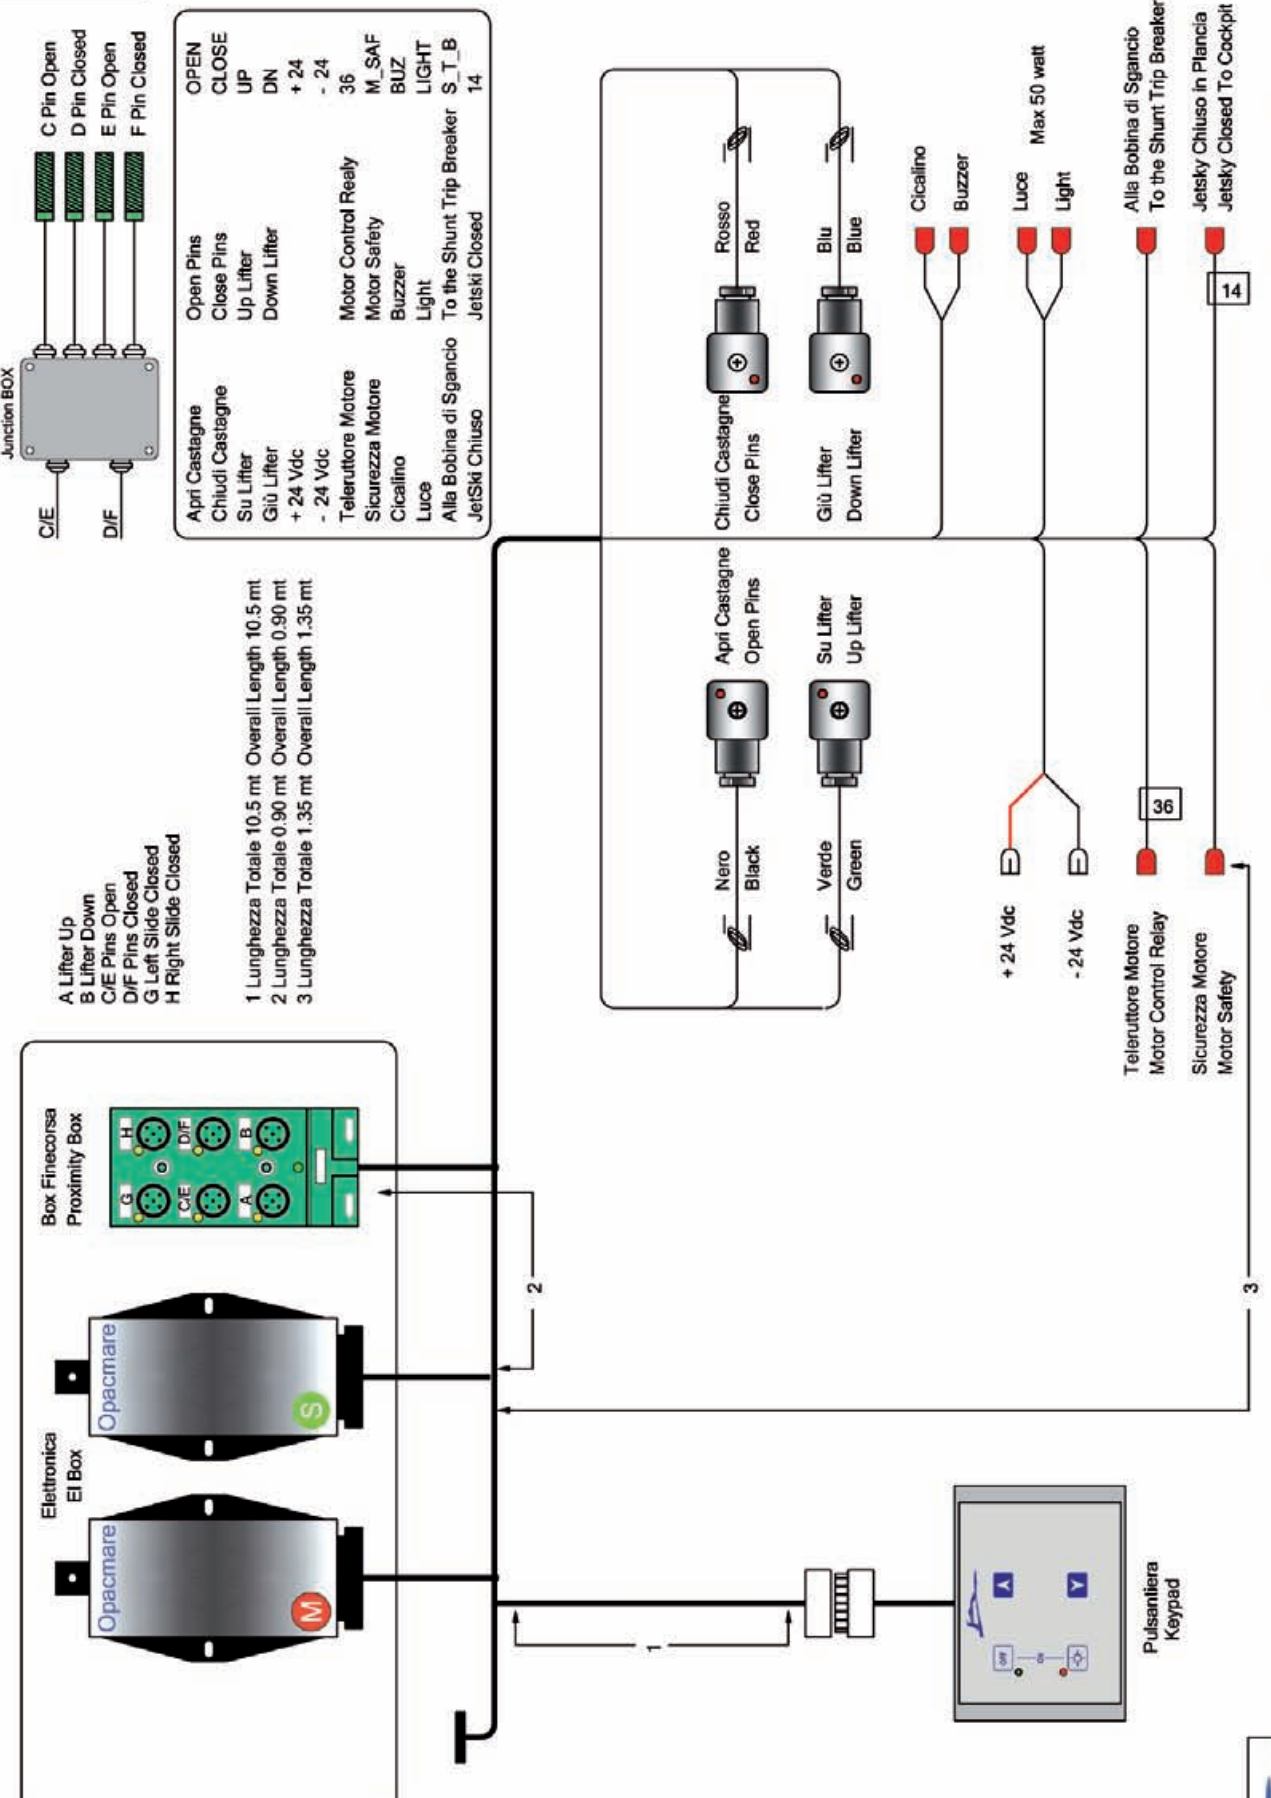 Junction BOX
C/E
D/F
C Pin Open
D Pin Closed
E Pin Open
F Pin Closed
Apri Castagne Open Pins OPEN
Chiudi Castagne Close Pins CLOSE
Su Lifter Up Lifter UP
Giù Lifter Down Lifter DN
+ 24 Vdc + 24
- 24 Vdc - 24
Teleruttore Motore Motor Control Realy 36
Sicurezza Motore Motor Safety M_SAF
Cicalino Buzzer BUZ
Luce Light LIGHT
Alla Bobina di Sgancio To the Shunt Trip Breaker S_T_B
JetSki Chiuso Jetski Closed 14
A Lifter Up
B Lifter Down
C/E Pins Open
D/F Pins Closed
G Left Slide Closed
H Right Slide Closed
1 Lunghezza Totale 10.5 mt Overall Length 10.5 mt
2 Lunghezza Totale 0.90 mt Overall Length 0.90 mt
3 Lunghezza Totale 1.35 mt Overall Length 1.35 mt
Box Finecorsa
Proximity Box
G
H
C/E
D/F
A
B
Elettronica
El Box
Opacmare
M
Opacmare
S
1
2
3
Pulsantiera
Keypad
OFF
ON
Nero
Black
Apri Castagne
Open Pins
Chiudi Castagne
Close Pins
Rosso
Red
Verde
Green
Su Lifter
Up Lifter
Giù Lifter
Down Lifter
Blu
Blue
Cicalino
Buzzer
Luce
Light
Max 50 watt
+ 24 Vdc
- 24 Vdc
Teleruttore Motore
Motor Control Relay
36
Alla Bobina di Sgancio
To the Shunt Trip Breaker
Sicurezza Motore
Motor Safety
14
Jetsky Chiuso in Plancia
Jetsky Closed To Cockpit